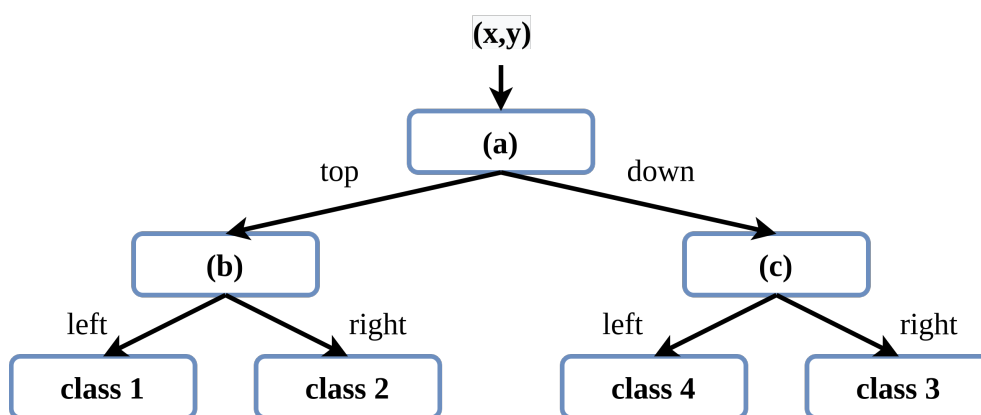 (x,y)
(a)
top
down
(b)
(c)
left
right
left
right
class 1
class 2
class 4
class 3